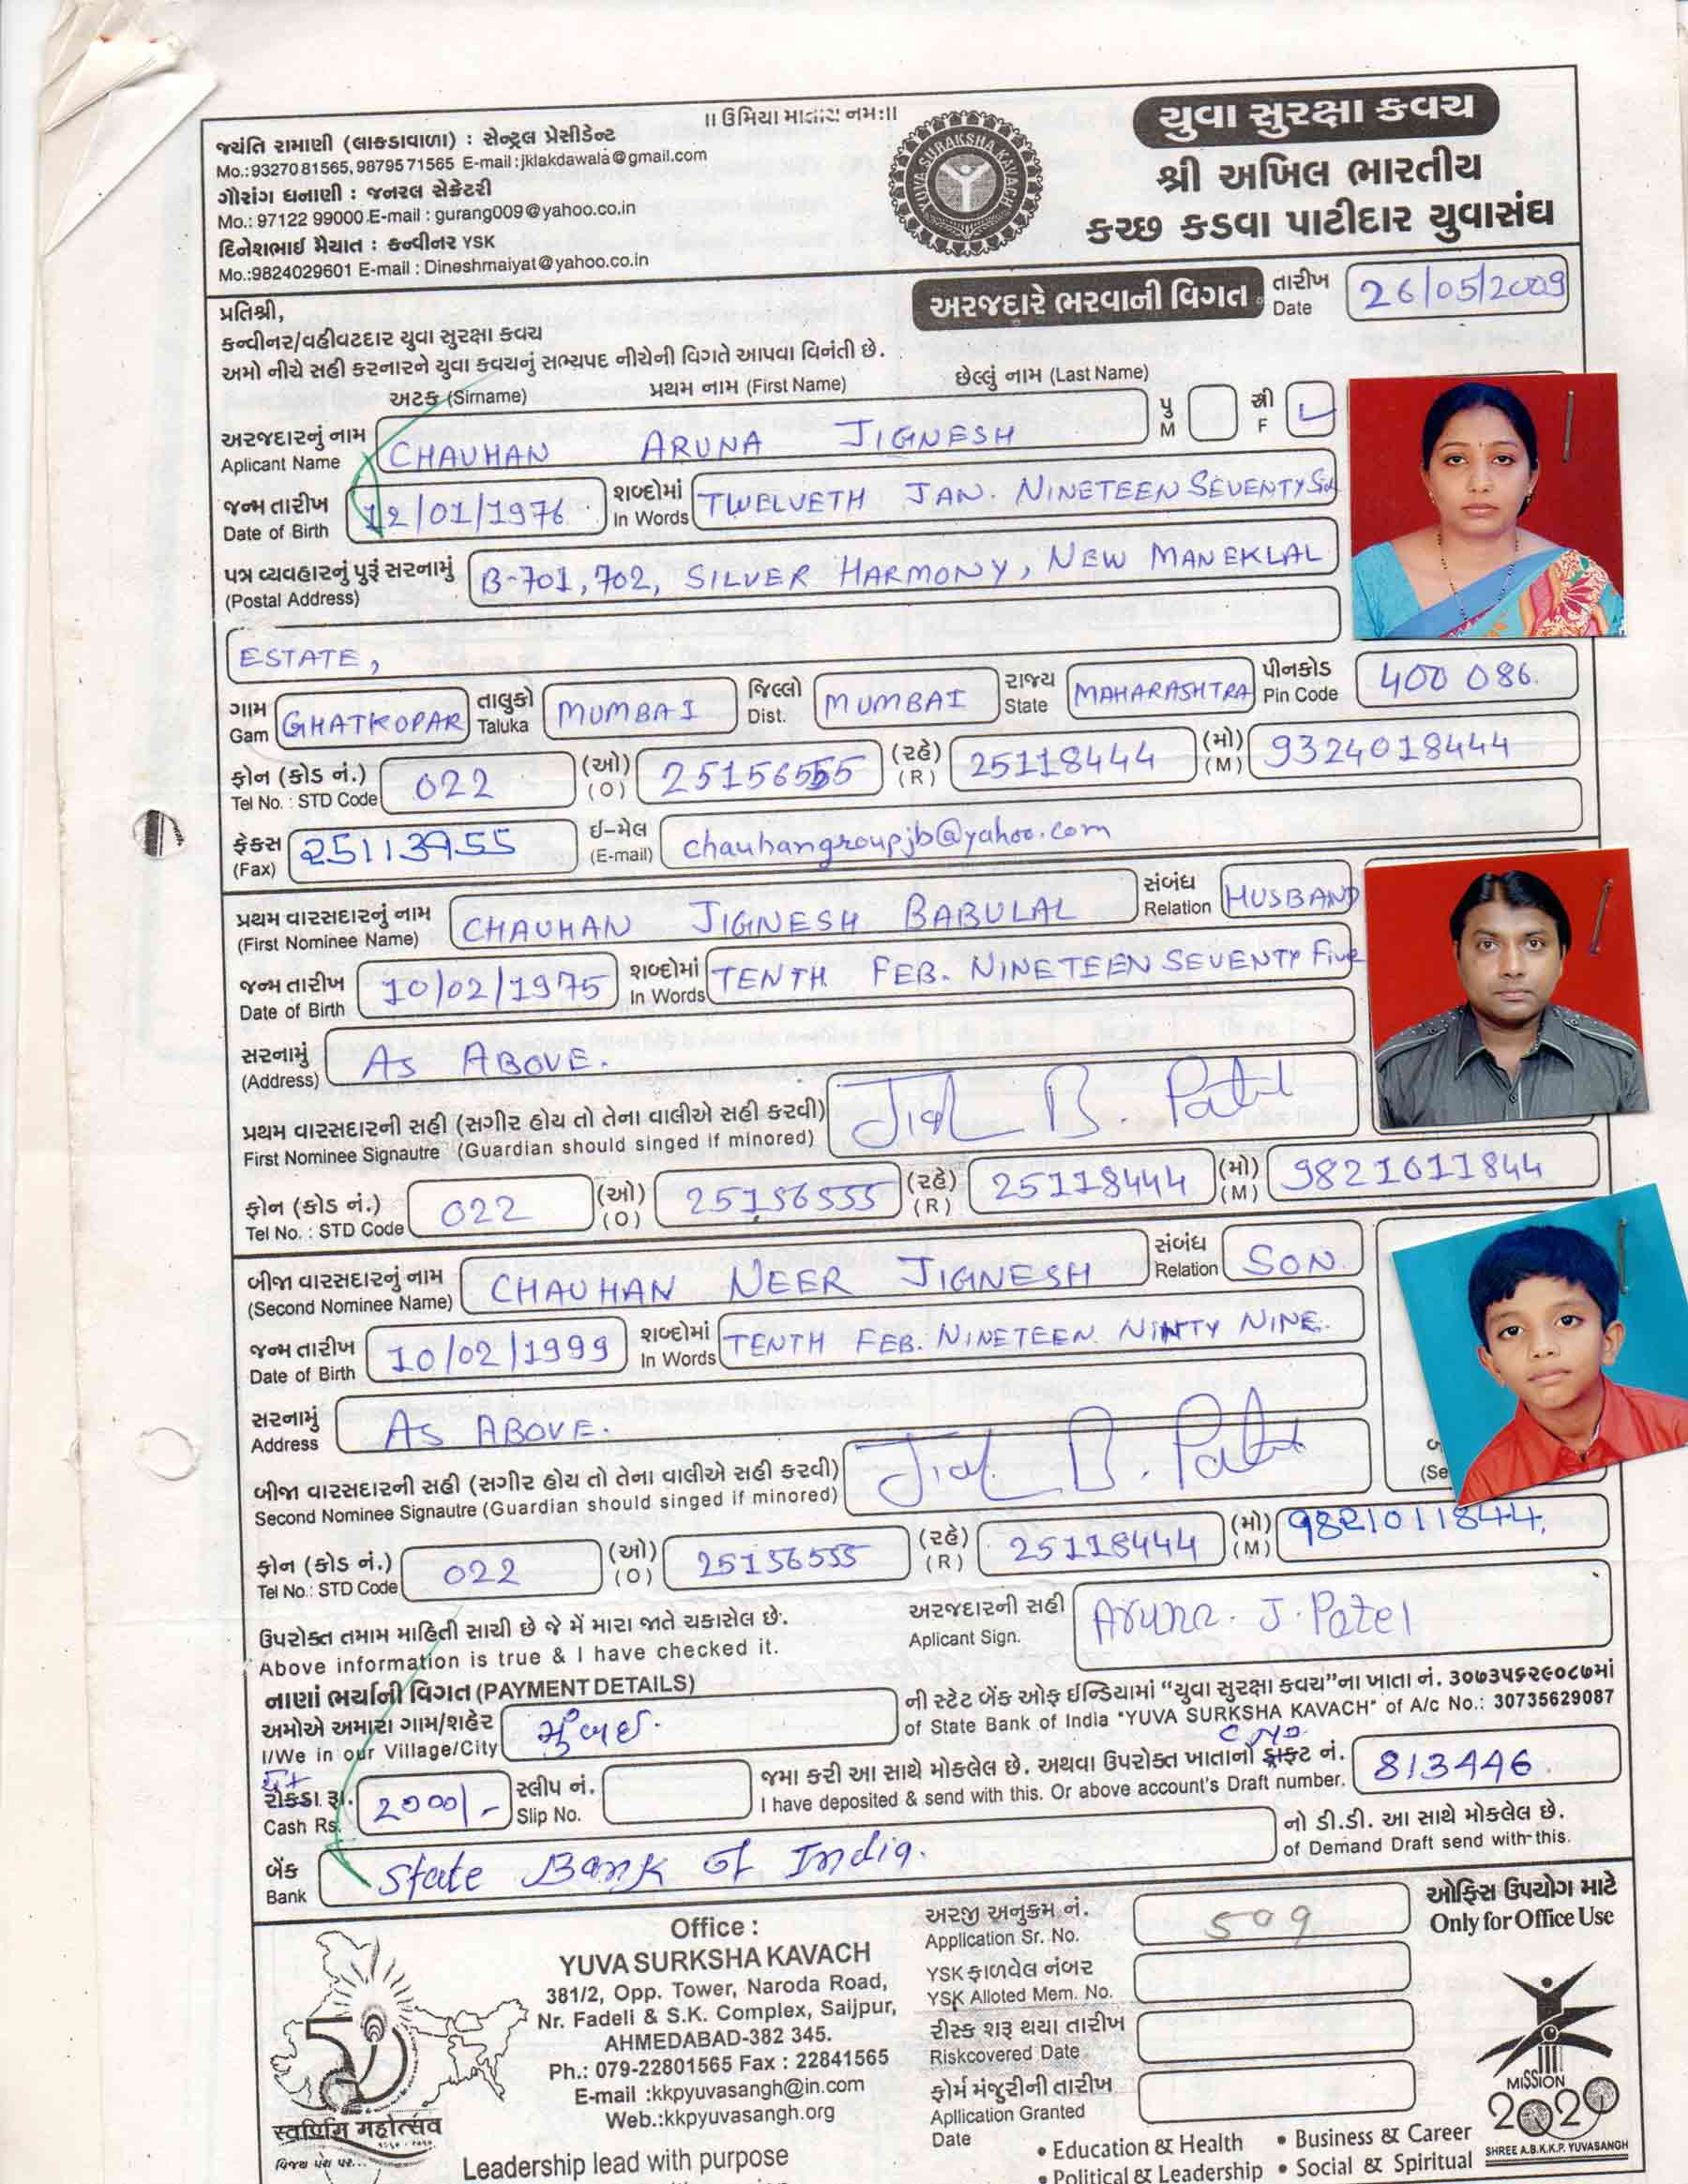 ॥ ઉમિયા માતાય નમઃ॥
જયંતિ રામાણી (લાકડાવાળા) : સેન્ટ્રલ પ્રેસીડેન્ટ
Mo.:9327081565,9879571565 E-mail:jklakdawala@gmail.com
ગૌરાંગ ધનાણી : જનરલ સેક્રેટરી
Mo.: 97122 99000.E-mail : gurang009@yahoo.co.in
દિનેશભાઈ મૈયાત : કન્વીનર YSK
Mo.:9824029601 E-mail : Dineshmaiyat@yahoo.co.in
YUVA SURAKSHA KAVACH
યુવા સુરક્ષા કવચ
શ્રી અખિલ ભારતીય
કચ્છ કડવા પાટીદાર યુવાસંઘ
અરજદારે ભરવાની વિગત
તારીખ
Date
26/05/2009
પ્રતિશ્રી,
કન્વીનર/વહીવટદાર યુવા સુરક્ષા કવચ
અમો નીચે સહી કરનારને યુવા કવચનું સભ્યપદ નીચેની વિગતે આપવા વિનંતી છે.
અટક (Sirname) પ્રથમ નામ (First Name) છેલ્લું નામ (Last Name)
અરજદારનું નામ
Aplicant Name CHAUHAN ARUNA JIGNESH
પુ
M
સ્ત્રી
F
જન્મ તારીખ
Date of Birth 12/01/1976
શબ્દોમાં
In Words TWELVETH JAN. NINETEEN SEVENTY
પત્ર વ્યવહારનું પુરું સરનામું
(Postal Address) B-701,702, SILVER HARMONY, NEW MANEKLAL
ESTATE,
ગામ
Gam GHATKOPAR
તાલુકો
Taluka MUMBAI
જિલ્લો
Dist. MUMBAI
રાજ્ય
State MAHARASHTRA
પીનકોડ
Pin Code 400 086.
ફોન (કોડ નં.)
Tel No. : STD Code 022
(ઓ)
(O) 25156555
(રહે)
(R) 25118444
(મો)
(M) 9324018444
ફેક્સ
(Fax) 25113955
ઈ-મેલ
(E-mail) chauhangroupjb@yahoo.com
પ્રથમ વારસદારનું નામ
(First Nominee Name) CHAUHAN JIGNESH BABULAL
સંબંધ
Relation HUSBAND
જન્મ તારીખ
Date of Birth 10/02/1975
શબ્દોમાં
In Words TENTH FEB. NINETEEN SEVENTY Five
સરનામું
(Address) AS ABOVE.
પ્રથમ વારસદારની સહી (સગીર હોય તો તેના વાલીએ સહી કરવી)
First Nominee Signautre (Guardian should singed if minored)
B. Patel
ફોન (કોડ નં.)
Tel No. : STD Code 022
(ઓ)
(O) 25156555
(રહે)
(R) 25118444
(મો)
(M) 9821011844
બીજા વારસદારનું નામ
(Second Nominee Name) CHAUHAN NEER JIGNESH
સંબંધ
Relation SON.
જન્મ તારીખ
Date of Birth 10/02/1999
શબ્દોમાં
In Words TENTH FEB. NINETEEN NINTY NINE.
સરનામું
Address AS ABOVE.
બીજા વારસદારની સહી (સગીર હોય તો તેના વાલીએ સહી કરવી)
Second Nominee Signautre (Guardian should singed if minored)
B. Patel
(Se
ફોન (કોડ નં.)
Tel No.: STD Code 022
(ઓ)
(O) 25156555
(રહે)
(R) 25118444
(મો)
(M) 9821011844.
ઉપરોક્ત તમામ માહિતી સાચી છે જે મેં મારા જાતે ચકાસેલ છે.
Above information is true & I have checked it.
અરજદારની સહી
Aplicant Sign. Aruna. J. Patel
નાણાં ભર્યાની વિગત (PAYMENT DETAILS)
અમોએ અમારા ગામ/શહેર
I/We in our Village/City મુંબઈ.
ની સ્ટેટ બેંક ઓફ ઈન્ડિયામાં "યુવા સુરક્ષા કવચ"ના ખાતા નં. ૩૦૭૩૫૬૨૯૦૮૭માં
of State Bank of India "YUVA SURKSHA KAVACH" of A/c No.: 30735629087
રોકડા રૂા.
Cash Rs. 2000/-
સ્લીપ નં.
Slip No.
જમા કરી આ સાથે મોકલેલ છે. અથવા ઉપરોક્ત ખાતાનો ડ્રાફ્ટ નં.
I have deposited & send with this. Or above account's Draft number.
813446.
બેંક
Bank State Bank of India.
નો ડી.ડી. આ સાથે મોકલેલ છે.
of Demand Draft send with this.
Office :
YUVA SURKSHA KAVACH
381/2, Opp. Tower, Naroda Road,
Nr. Fadeli & S.K. Complex, Saijpur,
AHMEDABAD-382 345.
Ph.: 079-22801565 Fax : 22841565
E-mail :kkpyuvasangh@in.com
Web.:kkpyuvasangh.org
Leadership lead with purpose
50
स्वर्णिम महोत्सव
અરજી અનુક્રમ નં.
Application Sr. No. 509
YSK ફાળવેલ નંબર
YSK Alloted Mem. No.
રીસ્ક શરૂ થયા તારીખ
Riskcovered Date
ફોર્મ મંજુરીની તારીખ
Apllication Granted
Date
ઓફિસ ઉપયોગ માટે
Only for Office Use
MISSION
2020
SHREE A.B.K.K.P. YUVASANGH
• Education & Health • Business & Career
• Political & Leadership • Social & Spiritual